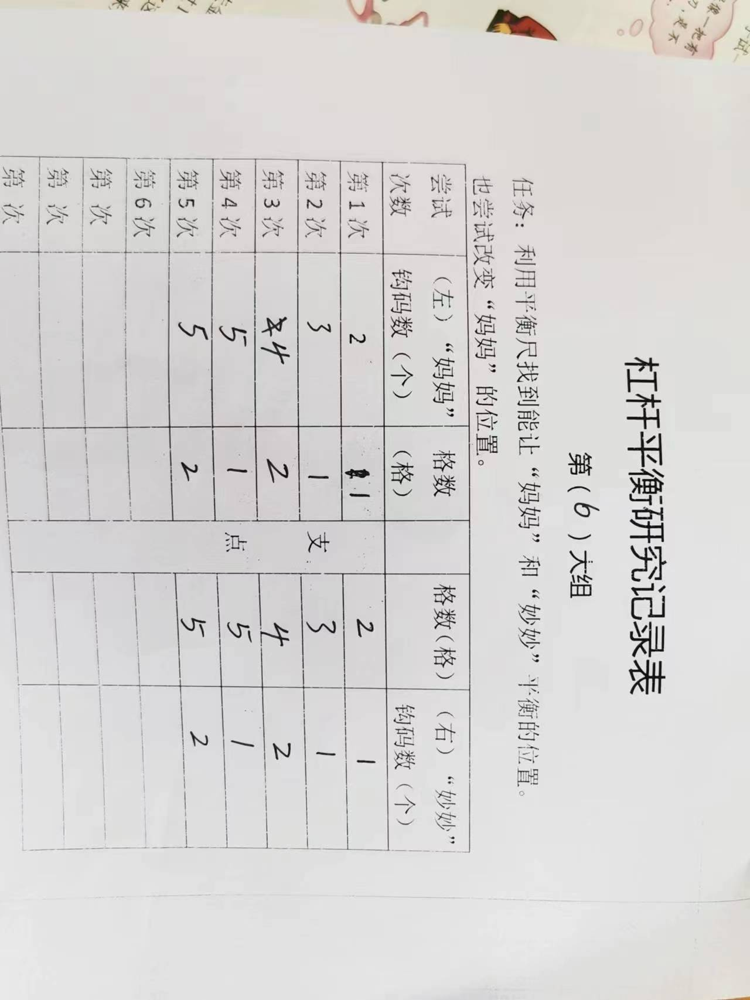 杠杆平衡研究记录表
第(6)大组
任务：利用平衡尺找到能让“妈妈”和“妙妙”平衡的位置。
也尝试改变“妈妈”的位置。
尝试次数 （左）“妈妈”钩码数（个） 格数（格） 格数（格） （右）“妙妙”钩码数（个）
第1次 2 1 2 1
第2次 3 1 支 3 1
第3次 4 2 4 2
第4次 5 1 点 5 1
第5次 5 2 5 2
第6次
第 次
第 次
第 次